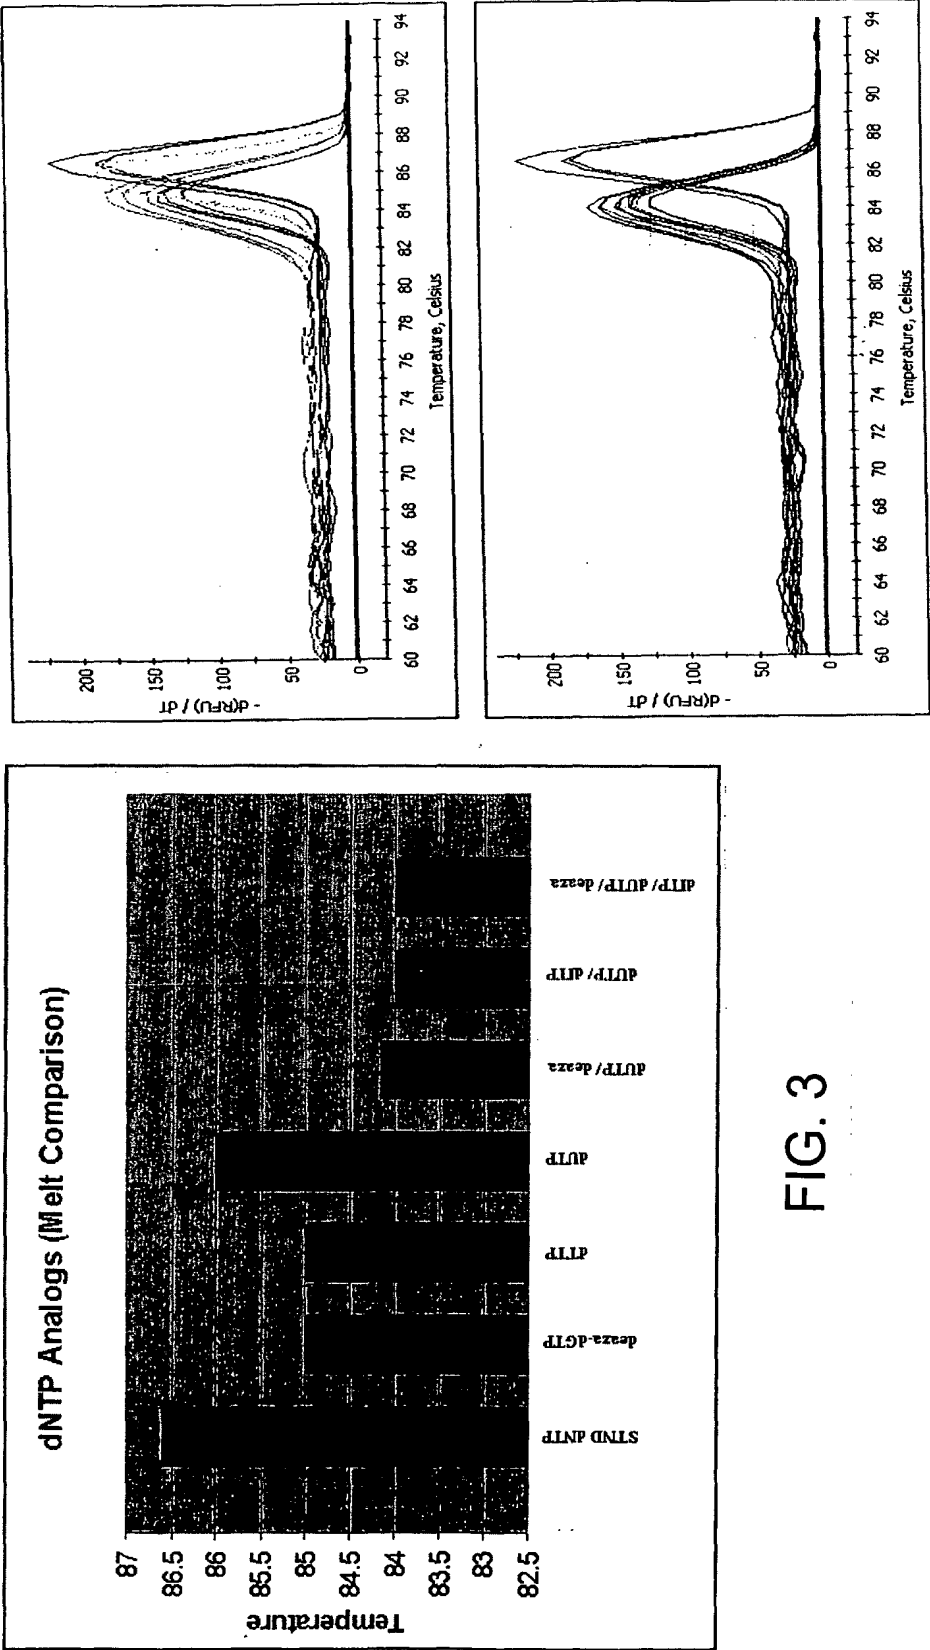 dNTP Analogs (Melt Comparison)
Temperature
87
86.5
86
85.5
85
84.5
84
83.5
83
82.5
STND dNTP
deaza-dGTP
dITP
dUTP
dUTP/ deaza
dUTP/ dITP
dITP/ dUTP/ deaza
- d(RFU) / dT
200
150
100
50
0
60 62 64 66 68 70 72 74 76 78 80 82 84 86 88 90 92 94
Temperature, Celsius
- d(RFU) / dT
200
150
100
50
0
60 62 64 66 68 70 72 74 76 78 80 82 84 86 88 90 92 94
Temperature, Celsius
FIG. 3